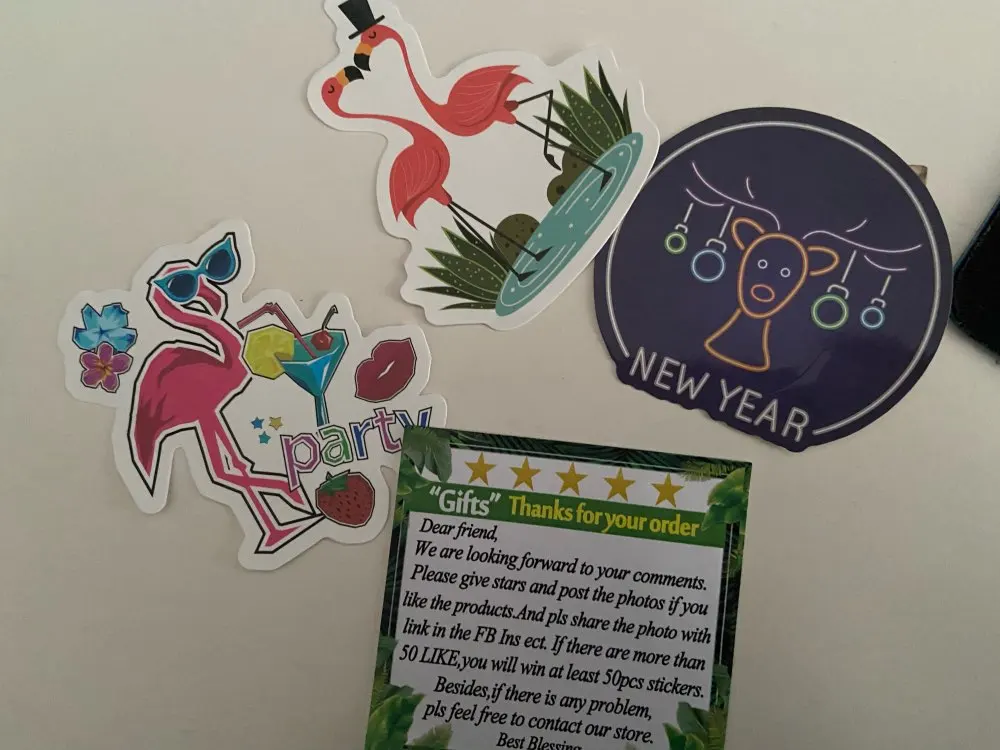 NEW YEAR
party
"Gifts" Thanks for your order
Dear friend,
We are looking forward to your comments.
Please give stars and post the photos if you
like the products.And pls share the photo with
link in the FB Ins ect. If there are more than
50 LIKE,you will win at least 50pcs stickers.
Besides,if there is any problem,
pls feel free to contact our store.
Best Blessing